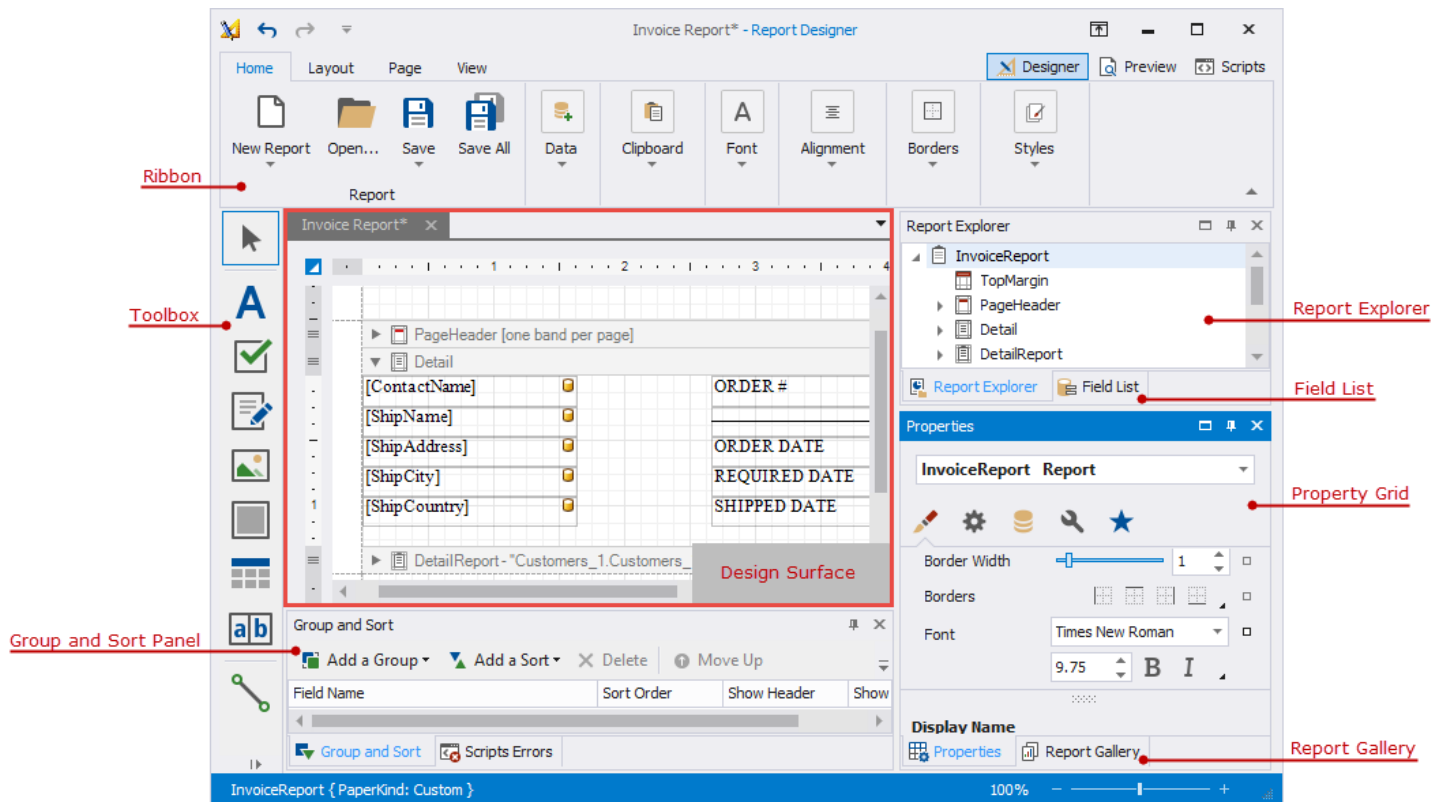 Invoice Report* - Report Designer
Home Layout Page View Designer Preview Scripts
New Report Open... Save Save All Data Clipboard Font Alignment Borders Styles
Report
Ribbon
Toolbox
Group and Sort Panel
Invoice Report*
1 2 3 4
PageHeader [one band per page]
Detail
[ContactName] ORDER #
[ShipName]
[ShipAddress] ORDER DATE
[ShipCity] REQUIRED DATE
1
[ShipCountry] SHIPPED DATE
DetailReport - "Customers_1.Customers_
Design Surface
Group and Sort
Add a Group Add a Sort Delete Move Up
Field Name Sort Order Show Header Show
Group and Sort Scripts Errors
Report Explorer
InvoiceReport
TopMargin
PageHeader
Detail
DetailReport
Report Explorer Field List
Properties
InvoiceReport Report
Border Width 1
Borders
Font Times New Roman
9.75 B I
Display Name
Properties Report Gallery
Report Explorer
Field List
Property Grid
Report Gallery
InvoiceReport { PaperKind: Custom } 100%
A
A
a b